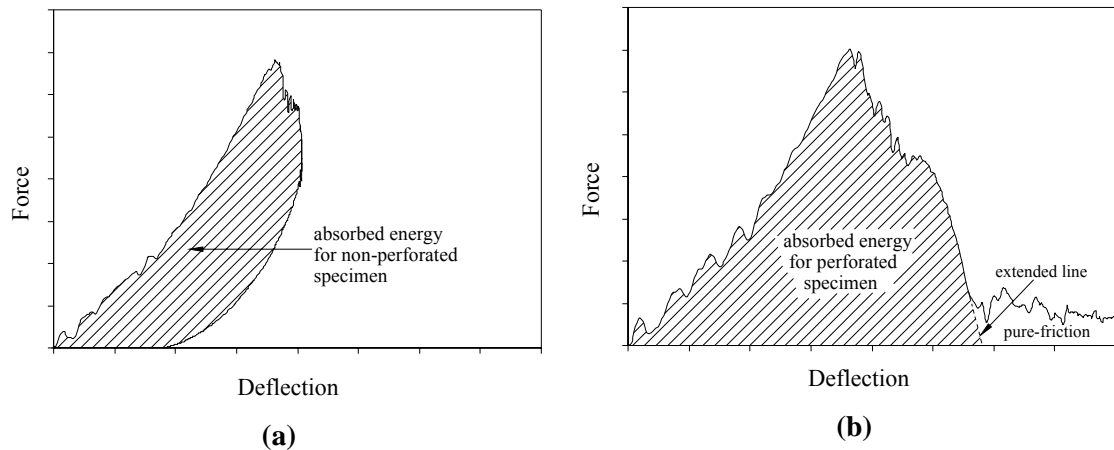 Force
absorbed energy
for non-perforated
specimen
Deflection
(a)
Force
absorbed energy
for perforated
specimen
extended line
pure-friction
Deflection
(b)